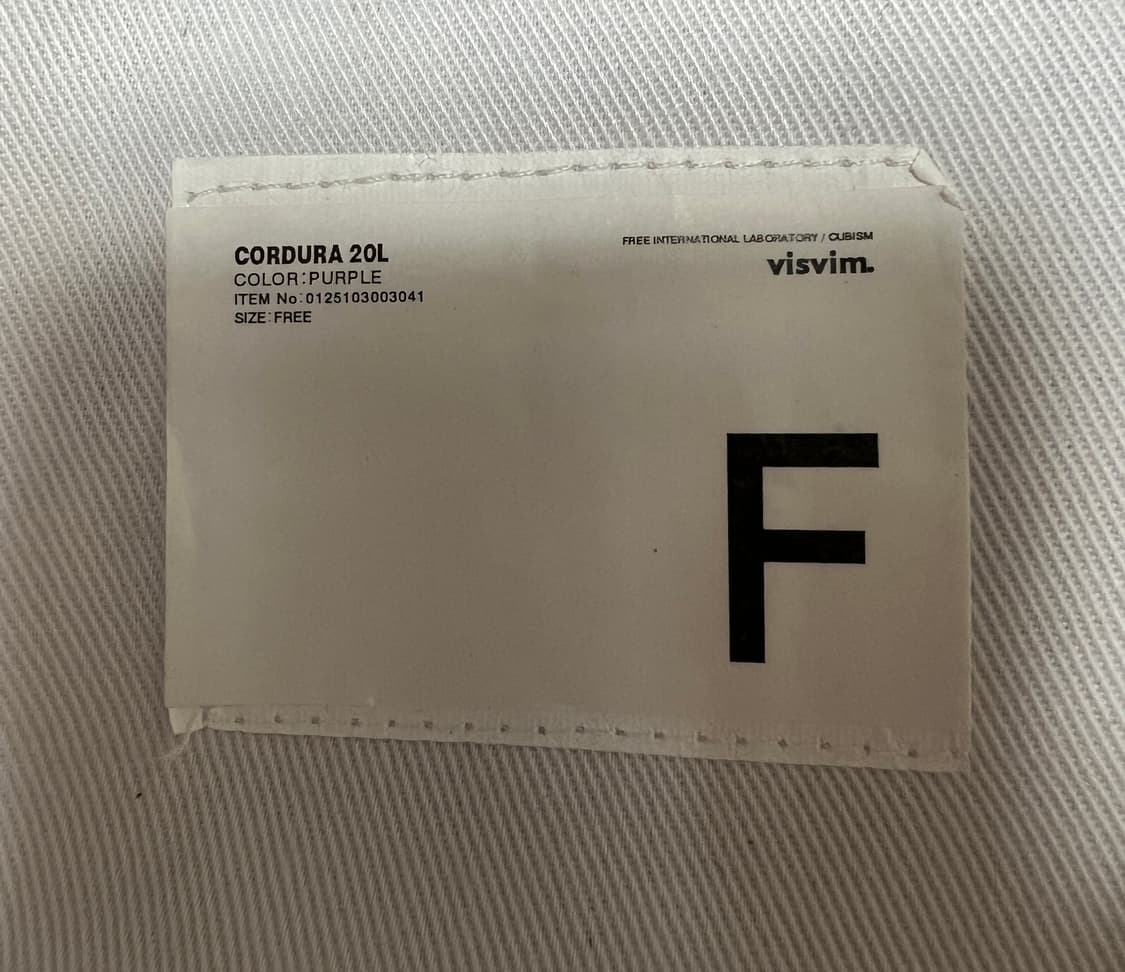 CORDURA 20L
COLOR:PURPLE
ITEM No:0125103003041
SIZE:FREE
FREE INTERNATIONAL LABORATORY / CUBISM
visvim.
F